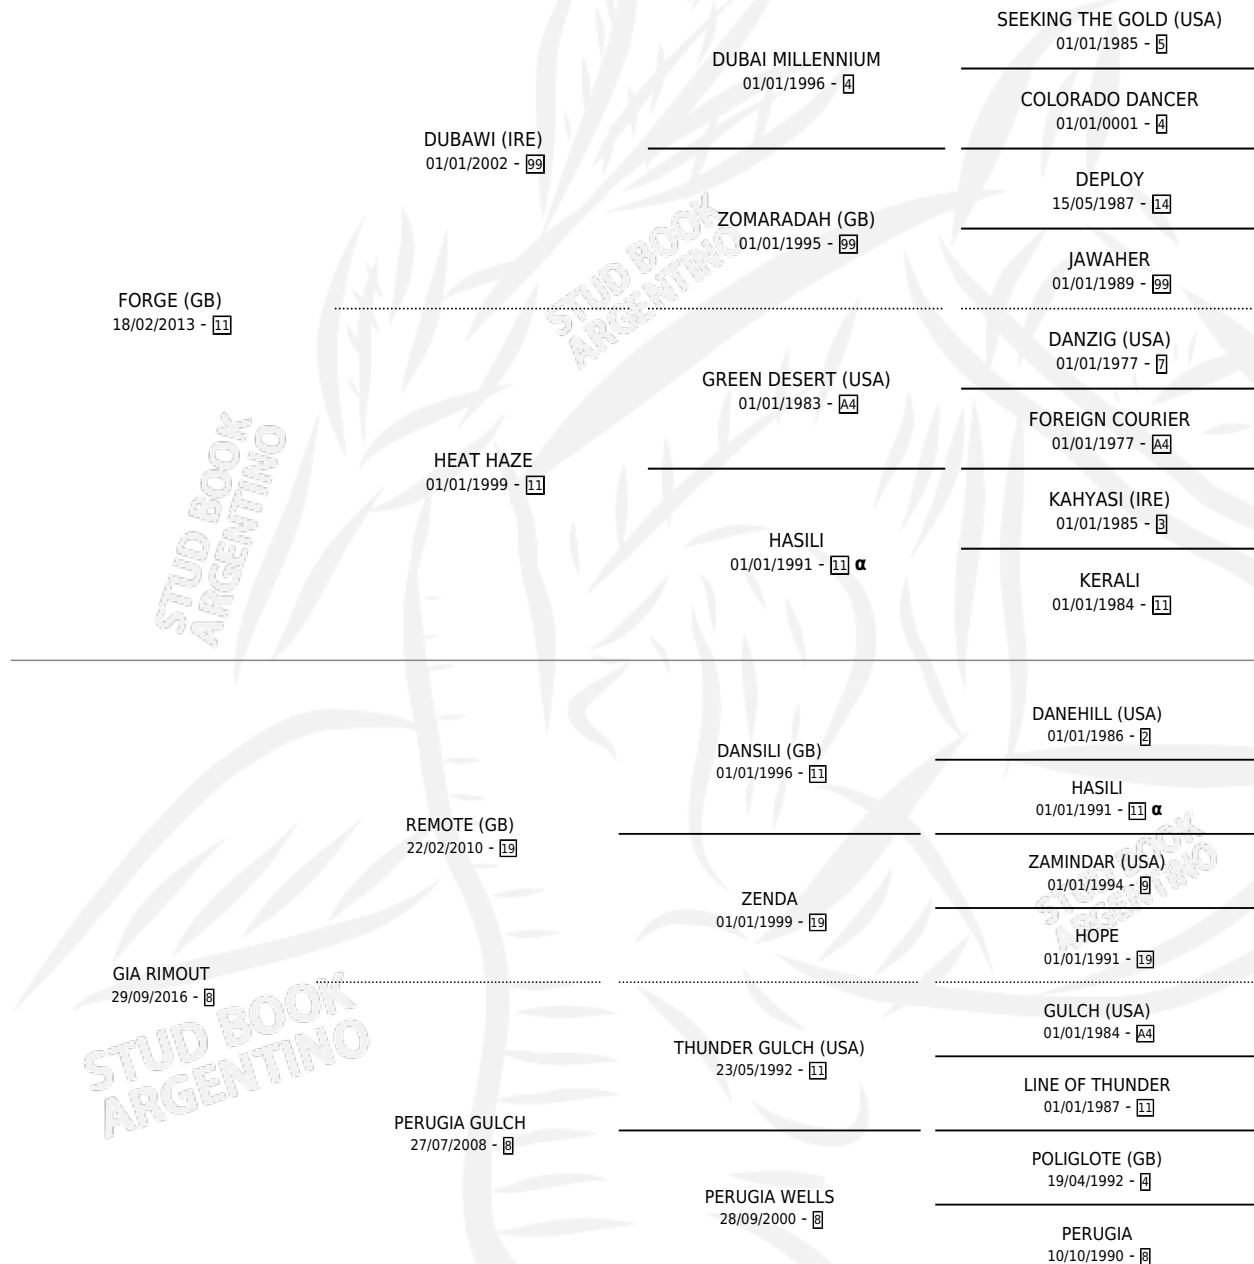 SEEKING THE GOLD (USA)
01/01/1985 - 5
DUBAI MILLENNIUM
01/01/1996 - 4
COLORADO DANCER
01/01/0001 - 4
DUBAWI (IRE)
01/01/2002 - 99
DEPLOY
15/05/1987 - 14
ZOMARADAH (GB)
01/01/1995 - 99
JAWAHER
01/01/1989 - 99
STUD BOOK
ARGENTINO
FORGE (GB)
18/02/2013 - 11
DANZIG (USA)
01/01/1977 - 7
GREEN DESERT (USA)
01/01/1983 - A4
FOREIGN COURIER
01/01/1977 - A4
HEAT HAZE
01/01/1999 - 11
KAHYASI (IRE)
01/01/1985 - 3
HASILI
01/01/1991 - 11 α
KERALI
01/01/1984 - 11
STUD BOOK
ARGENTINO
DANEHILL (USA)
01/01/1986 - 2
DANSILI (GB)
01/01/1996 - 11
HASILI
01/01/1991 - 11 α
REMOTE (GB)
22/02/2010 - 19
ZAMINDAR (USA)
01/01/1994 - 9
ZENDA
01/01/1999 - 19
HOPE
01/01/1991 - 19
STUD BOOK
ARGENTINO
GIA RIMOUT
29/09/2016 - 8
GULCH (USA)
01/01/1984 - A4
THUNDER GULCH (USA)
23/05/1992 - 11
LINE OF THUNDER
01/01/1987 - 11
PERUGIA GULCH
27/07/2008 - 8
POLIGLOTE (GB)
19/04/1992 - 4
PERUGIA WELLS
28/09/2000 - 8
PERUGIA
10/10/1990 - 8
STUD BOOK
ARGENTINO